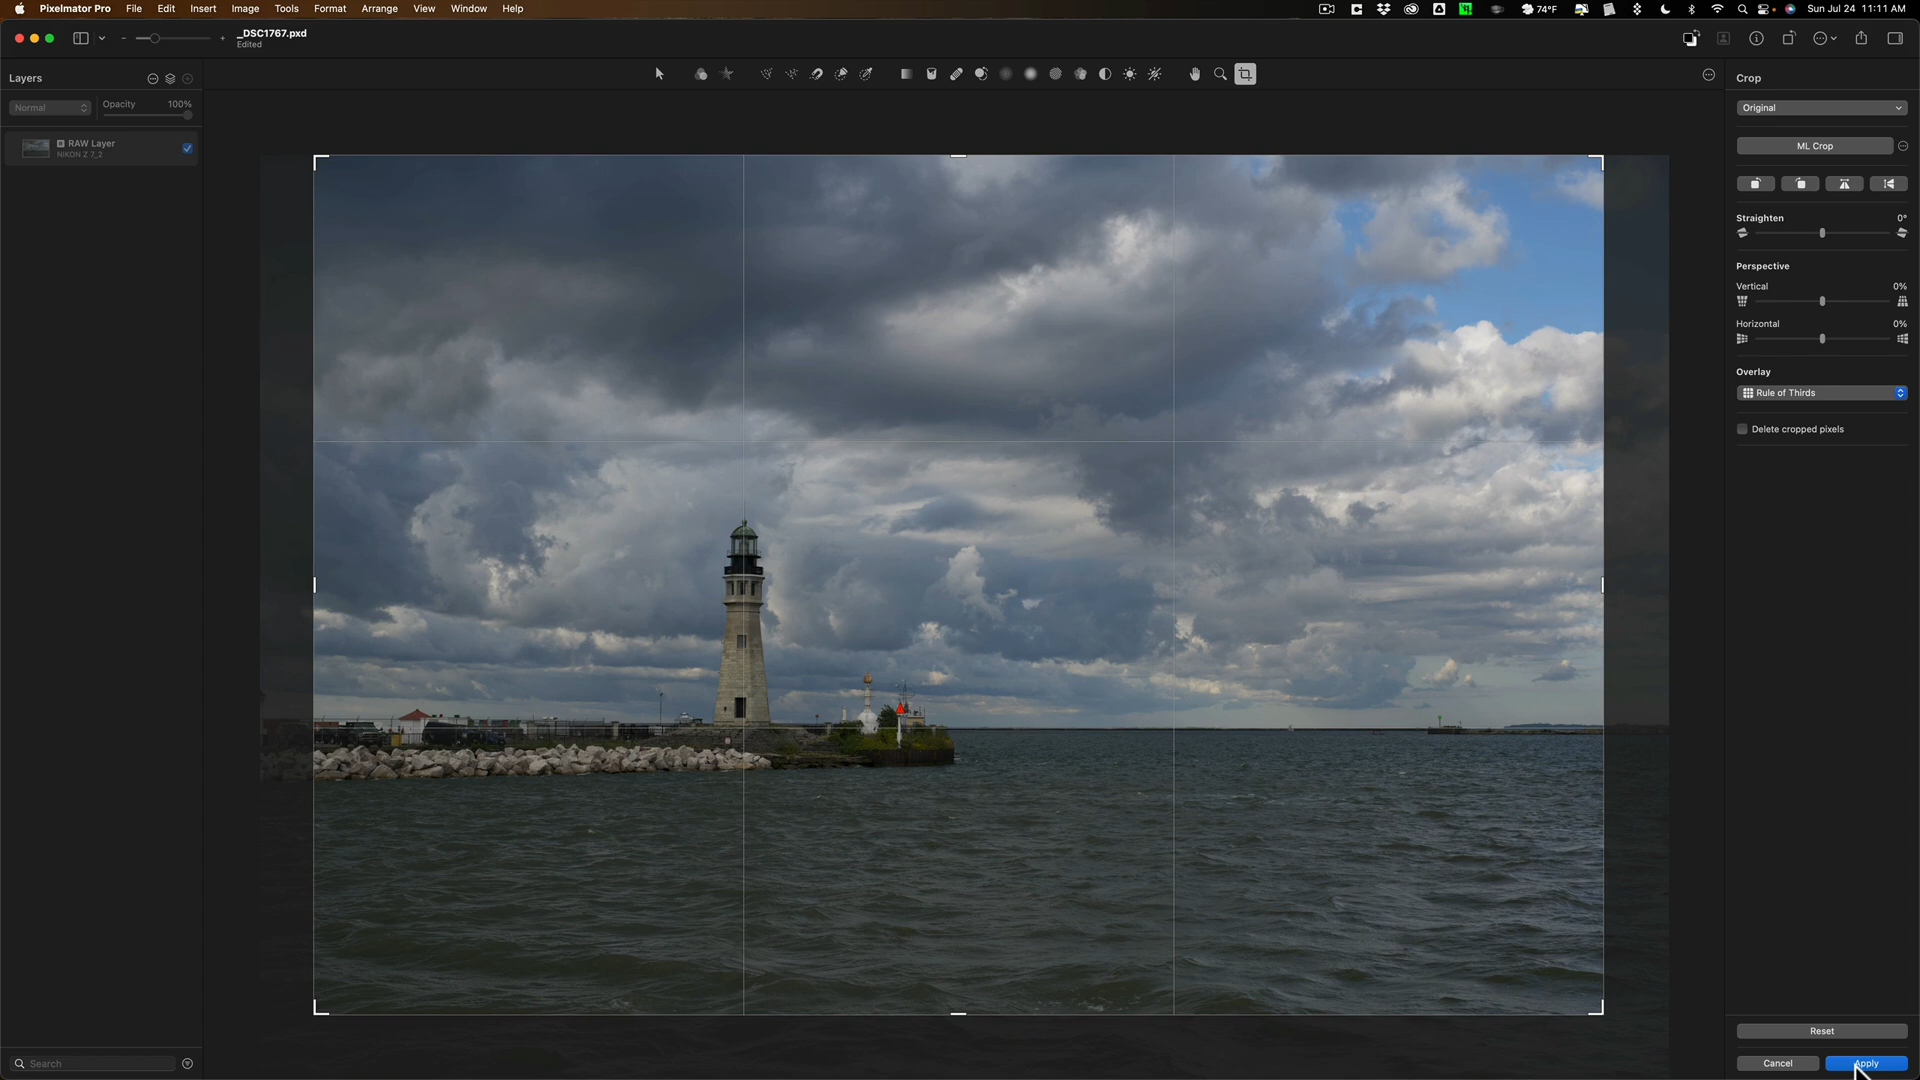 Pixelmator Pro File Edit Insert Image Tools Format Arrange View Window Help 74°F Sun Jul 24 11:11 AM
_DSC1767.pxd
Edited
Layers
Normal Opacity 100%
RAW Layer
NIKON Z 7_2
Search
Crop
Original
ML Crop
Straighten 0°
Perspective
Vertical 0%
Horizontal 0%
Overlay
Rule of Thirds
Delete cropped pixels
Reset
Cancel Apply